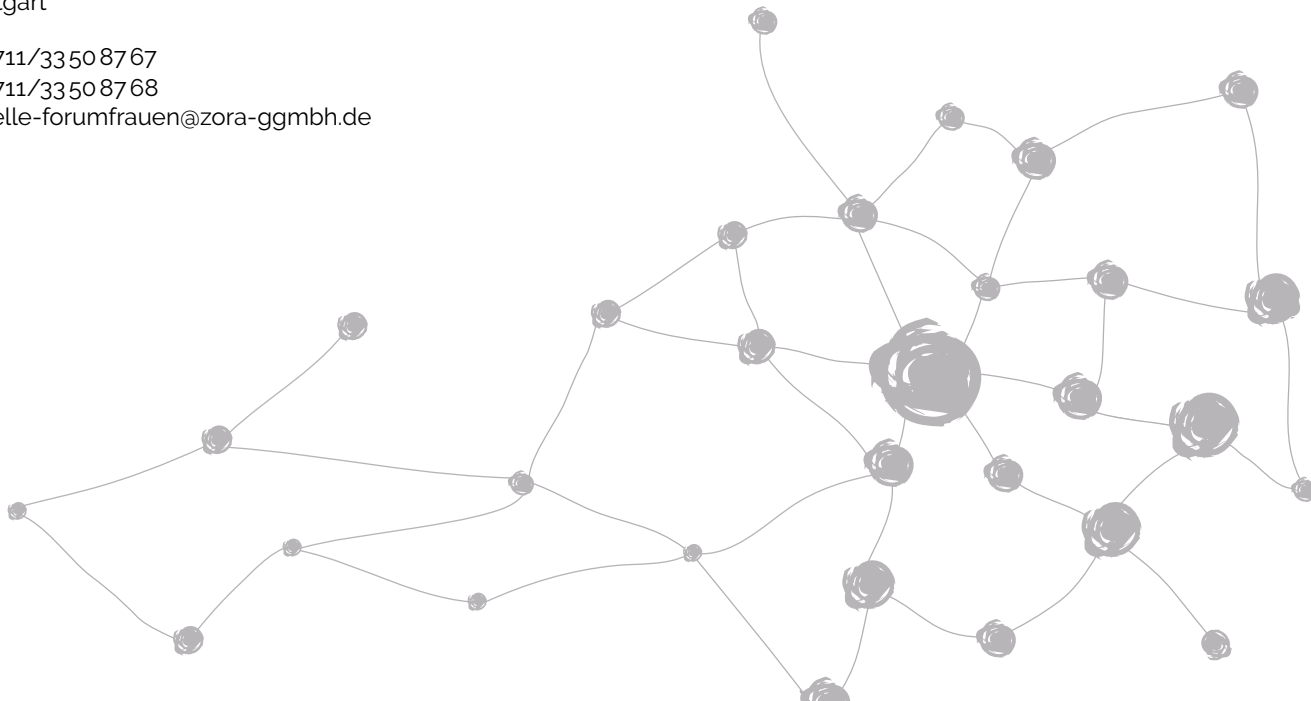 tgart
711/33 50 87 67
711/33 50 87 68
elle-forumfrauen@zora-ggmbh.de